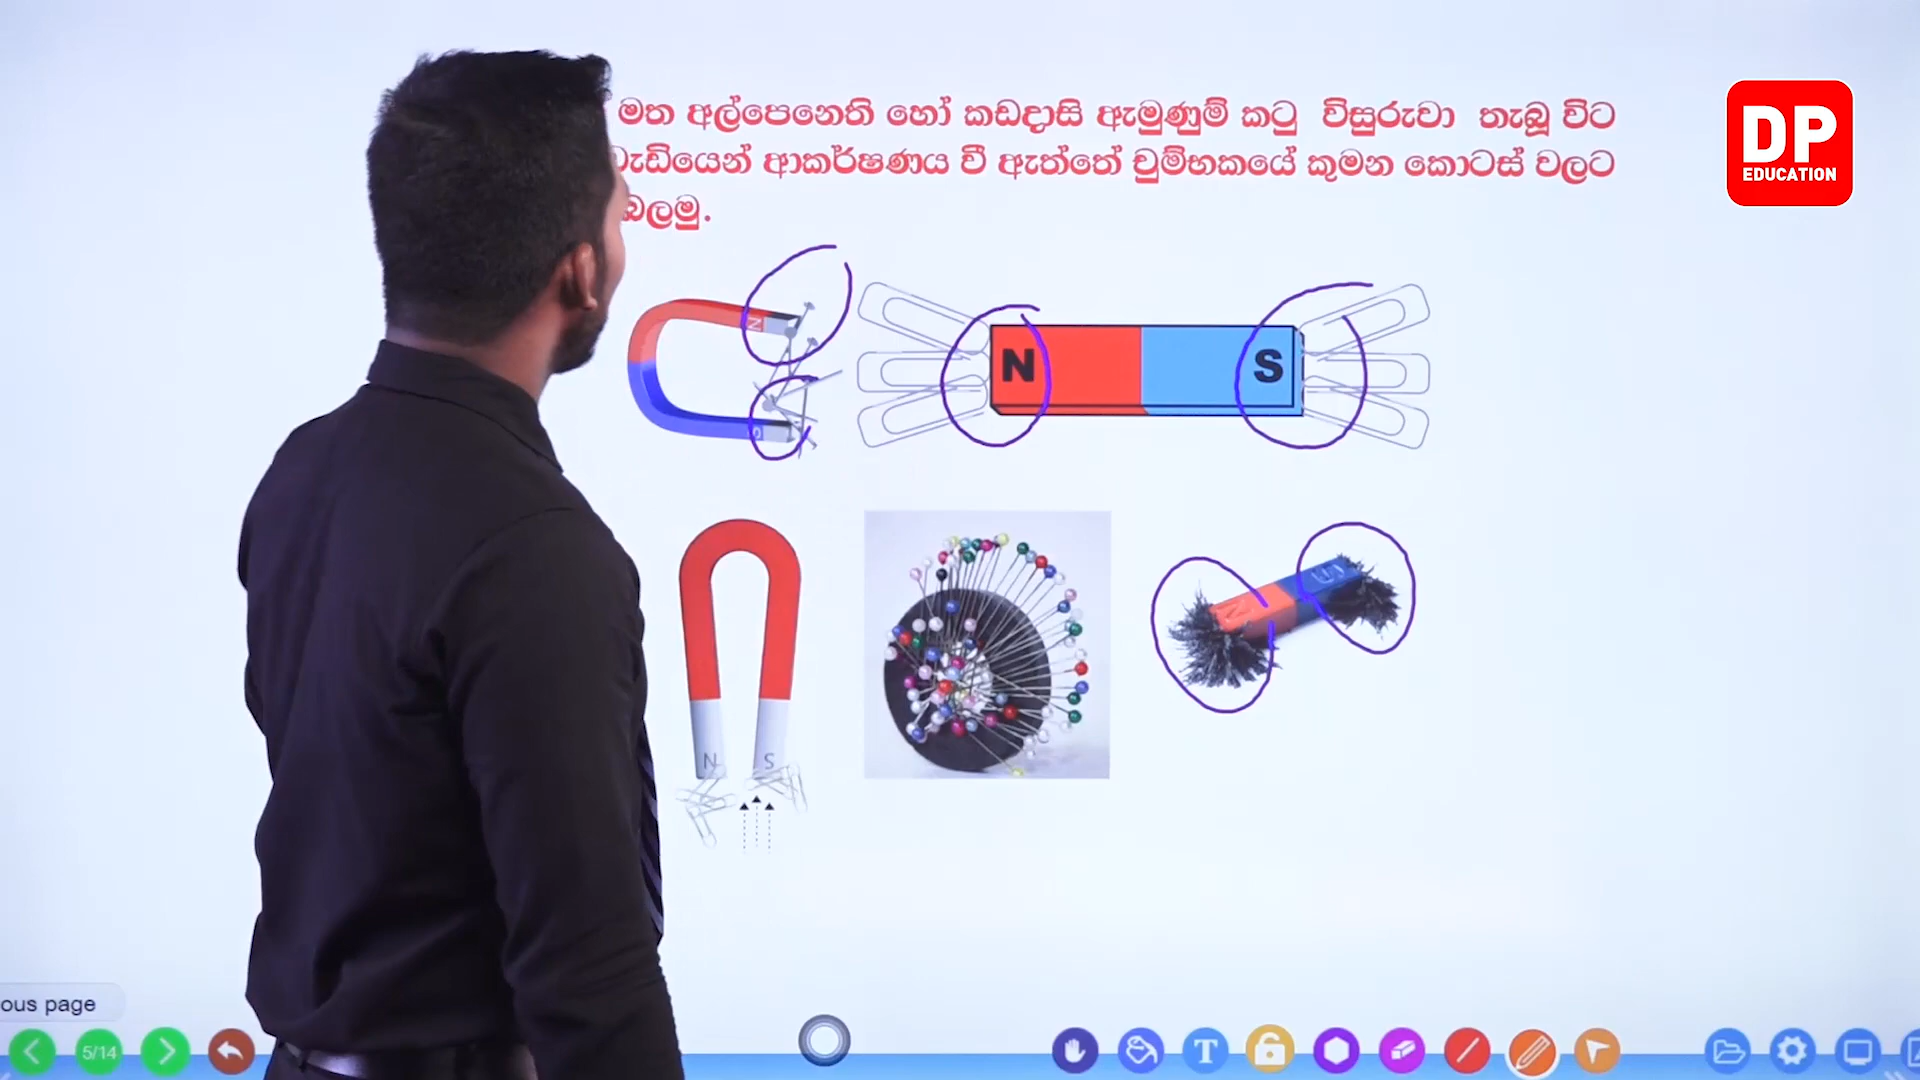 මත අල්පෙනෙති හෝ කඩදාසි ඇමුණුම් කටු විසුරුවා තැබූ විට
වැඩියෙන් ආකර්ෂණය වී ඇත්තේ චුම්භකයේ කුමන කොටස් වලට
බලමු.
DP
EDUCATION
N
S
N
S
N S
N
S
ous page
5/14
T